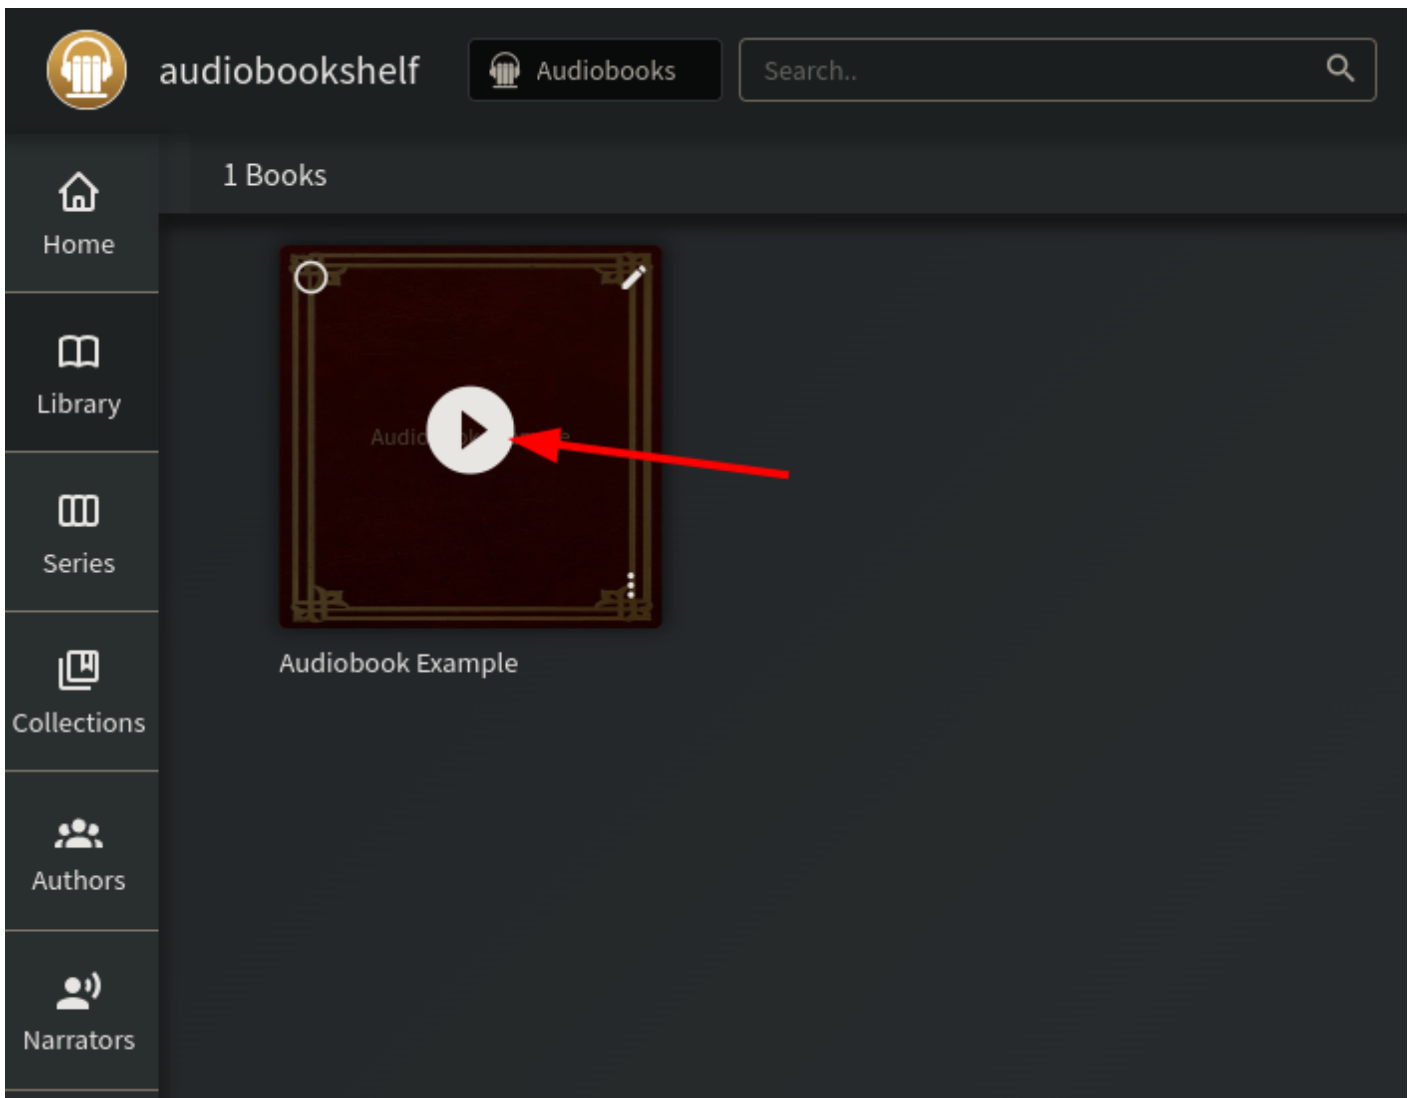 audiobookshelf
Audiobooks
Search..
1 Books
Home
Library
Series
Collections
Authors
Narrators
Audiobook Example